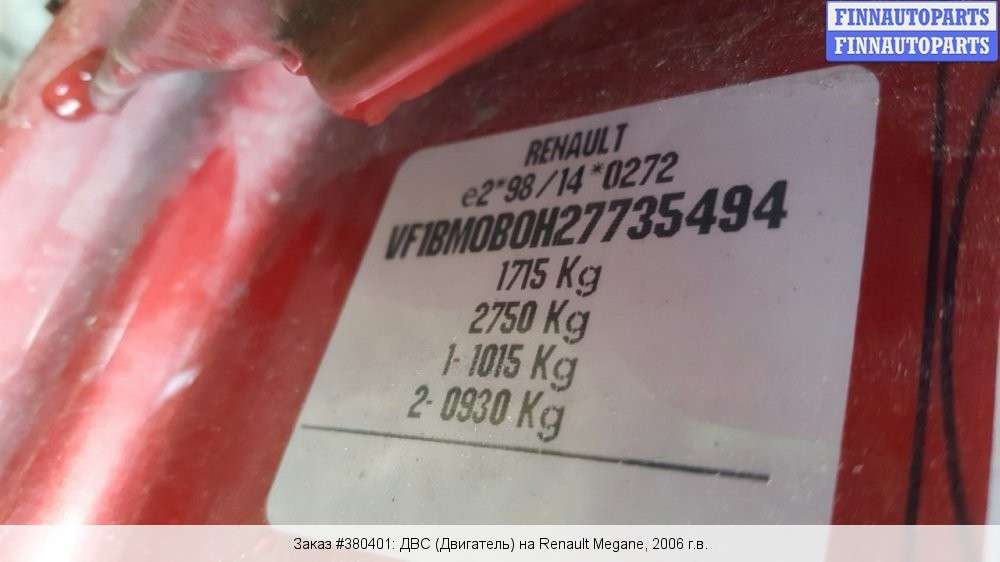 FINNAUTOPARTS
FINNAUTOPARTS
RENAULT
e2*98/14*0272
VF1BM0B0H27735494
1715 Kg
2750 Kg
1- 1015 Kg
2- 0930 Kg
Заказ #380401: ДВС (Двигатель) на Renault Megane, 2006 г.в.